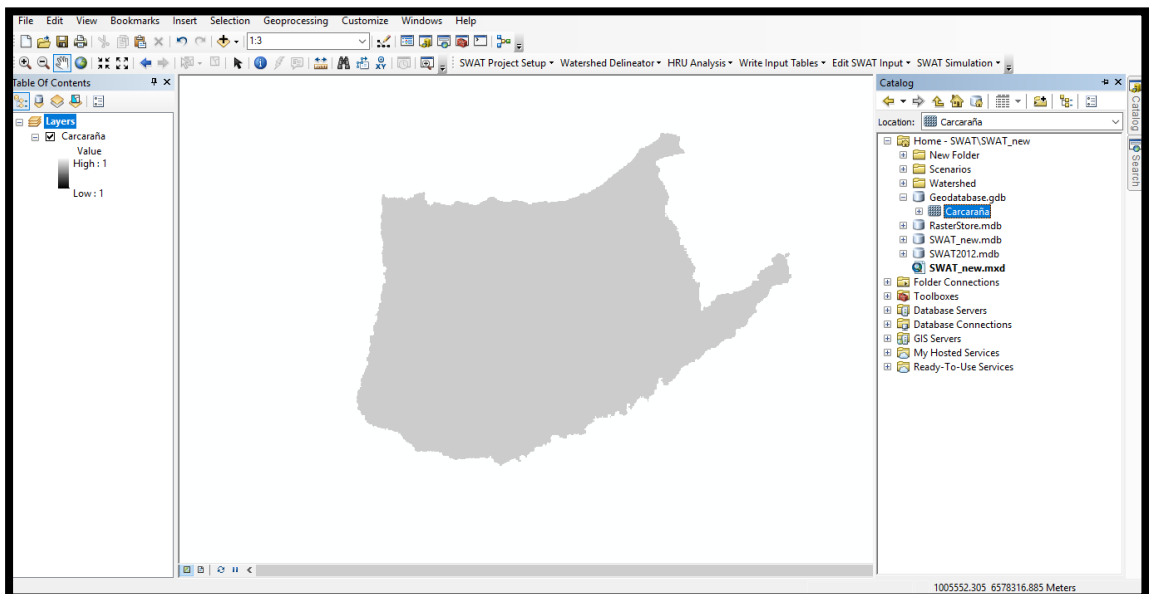 File Edit View Bookmarks Insert Selection Geoprocessing Customize Windows Help
1:3
SWAT Project Setup Watershed Delineator HRU Analysis Write Input Tables Edit SWAT Input SWAT Simulation
Table Of Contents
Layers
Carcaraña
Value
High : 1
Low : 1
Catalog
Location: Carcaraña
Home - SWAT\SWAT_new
New Folder
Scenarios
Watershed
Geodatabase.gdb
Carcaraña
RasterStore.mdb
SWAT_new.mdb
SWAT2012.mdb
SWAT_new.mxd
Folder Connections
Toolboxes
Database Servers
Database Connections
GIS Servers
My Hosted Services
Ready-To-Use Services
Catalog
Search
1005552.305 6578316.885 Meters